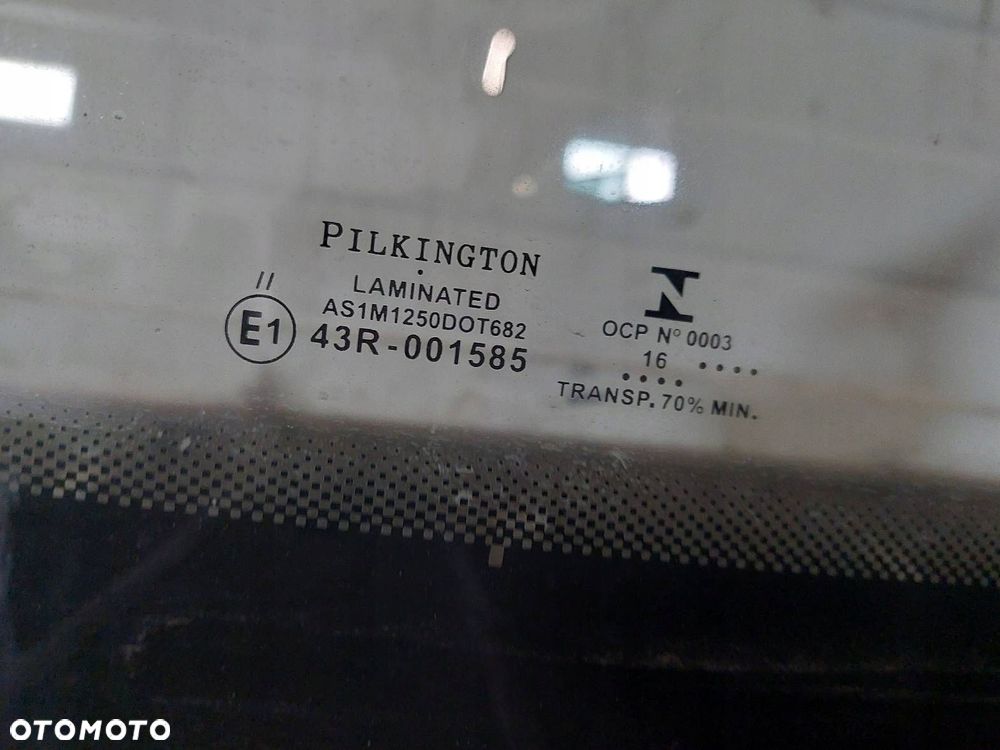 PILKINGTON
LAMINATED
AS1M1250DOT682
E1 43R-001585
N
OCP Nº 0003
16
TRANSP. 70% MIN.
OTOMOTO